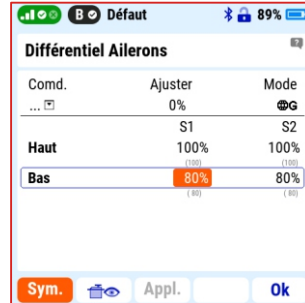 B Défaut 89%
Différentiel Ailerons ?
Comd. Ajuster Mode
... 0% G
S1 S2
Haut 100% 100%
(100) (100)
Bas 80% 80%
( 80) ( 80)
Sym. Appl. Ok